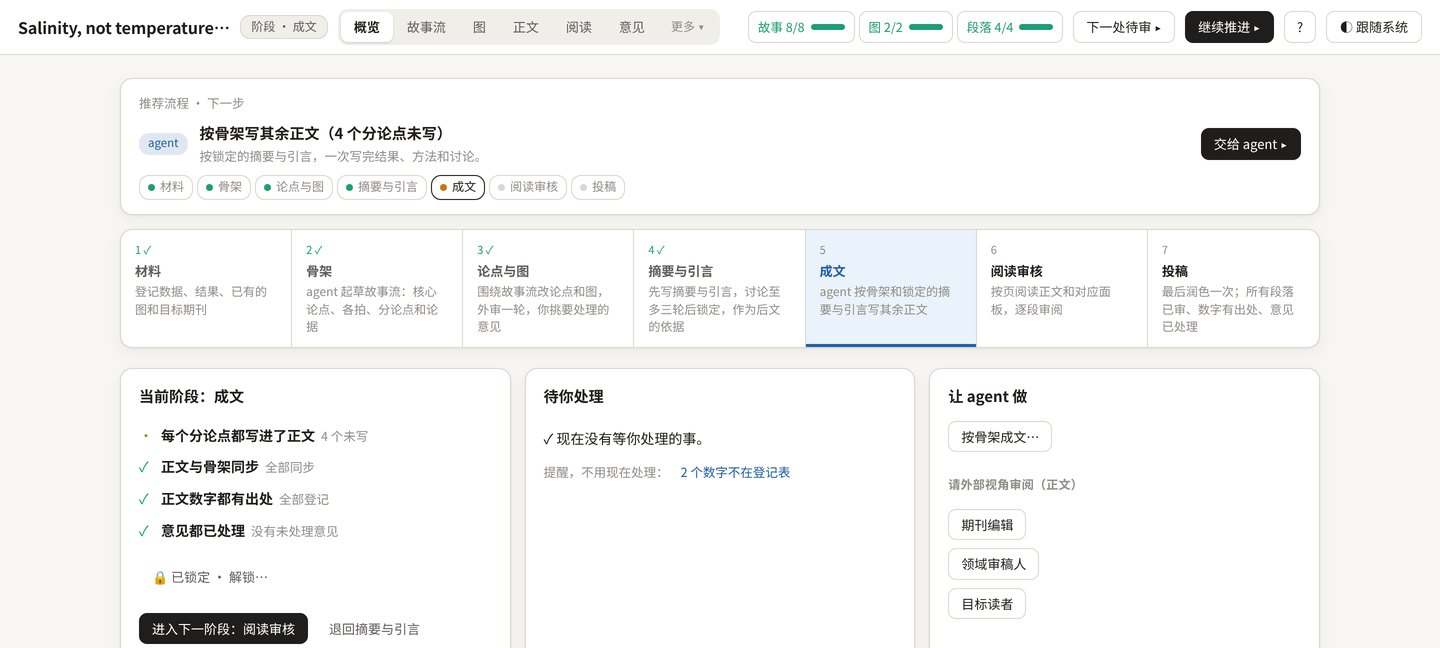 Salinity, not temperature…
阶段 · 成文
概览
故事流
图
正文
阅读
意见
更多 ▾
故事 8/8
图 2/2
段落 4/4
下一处待审 ▸
继续推进 ▸
?
跟随系统
推荐流程 · 下一步
agent
按骨架写其余正文（4 个分论点未写）
按锁定的摘要与引言，一次写完结果、方法和讨论。
交给 agent ▸
材料
骨架
论点与图
摘要与引言
成文
阅读审核
投稿
1 ✓
材料
登记数据、结果、已有的
图和目标期刊
2 ✓
骨架
agent 起草故事流：核心
论点、各拍、分论点和论
据
3 ✓
论点与图
围绕故事流改论点和图，
外审一轮，你挑要处理的
意见
4 ✓
摘要与引言
先写摘要与引言，讨论至
多三轮后锁定，作为后文
的依据
5
成文
agent 按骨架和锁定的摘
要与引言写其余正文
6
阅读审核
按页阅读正文和对应面
板，逐段审阅
7
投稿
最后润色一次；所有段落
已审、数字有出处、意见
已处理
当前阶段：成文
每个分论点都写进了正文 4 个未写
✓ 正文与骨架同步 全部同步
✓ 正文数字都有出处 全部登记
✓ 意见都已处理 没有未处理意见
🔒 已锁定 · 解锁…
进入下一阶段：阅读审核
退回摘要与引言
待你处理
✓ 现在没有等你处理的事。
提醒，不用现在处理： 2 个数字不在登记表
让 agent 做
按骨架成文…
请外部视角审阅（正文）
期刊编辑
领域审稿人
目标读者